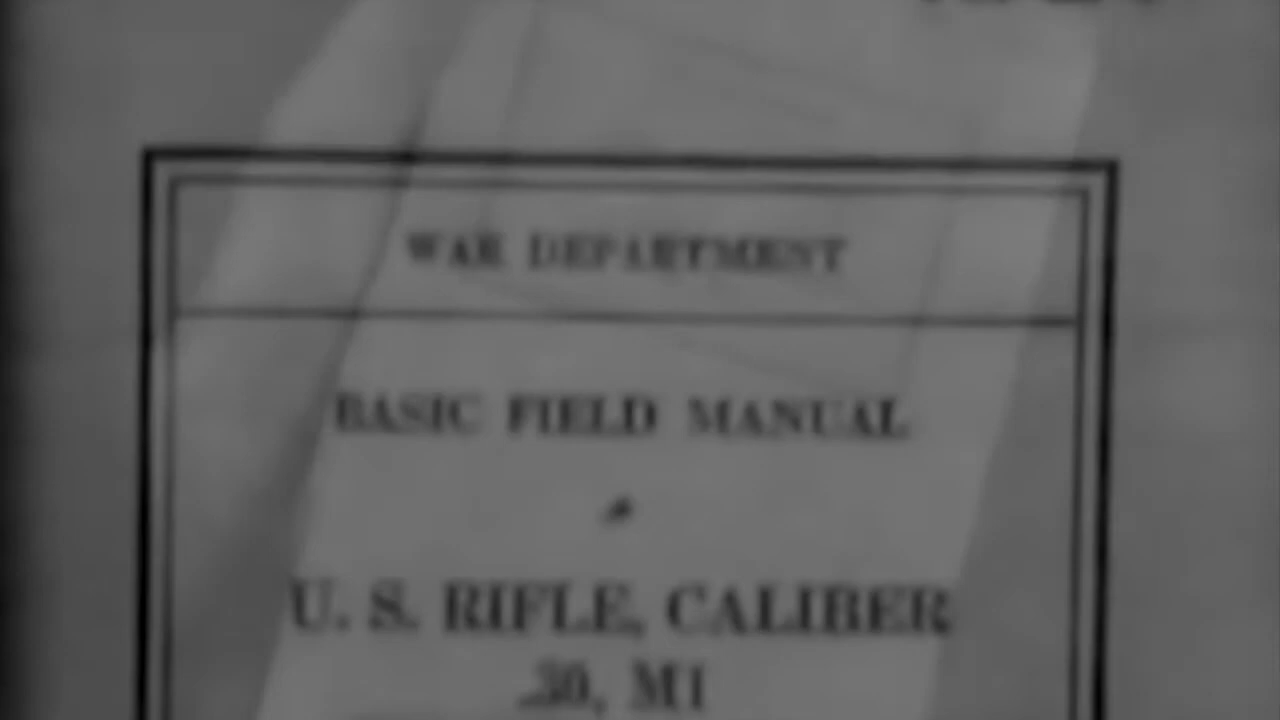 WAR DEPARTMENT
BASIC FIELD MANUAL
U. S. RIFLE, CALIBER
.30, M1